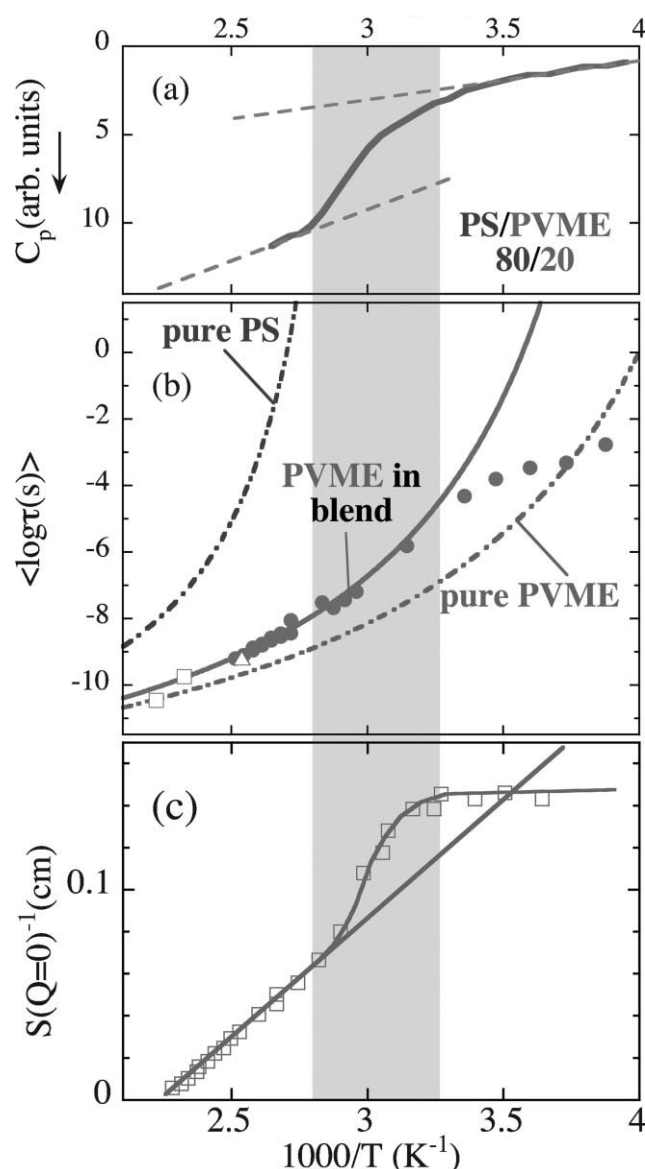 2.5 3 3.5 4
0
(a)
5
10
Cp(arb. units)
PS/PVME
80/20
pure PS
0
(b)
-2
-4
PVME in
blend
-6
pure PVME
-8
-10
<logτ(s)>
(c)
0.1
0
S(Q=0)⁻¹(cm)
2.5 3 3.5 4
1000/T (K⁻¹)